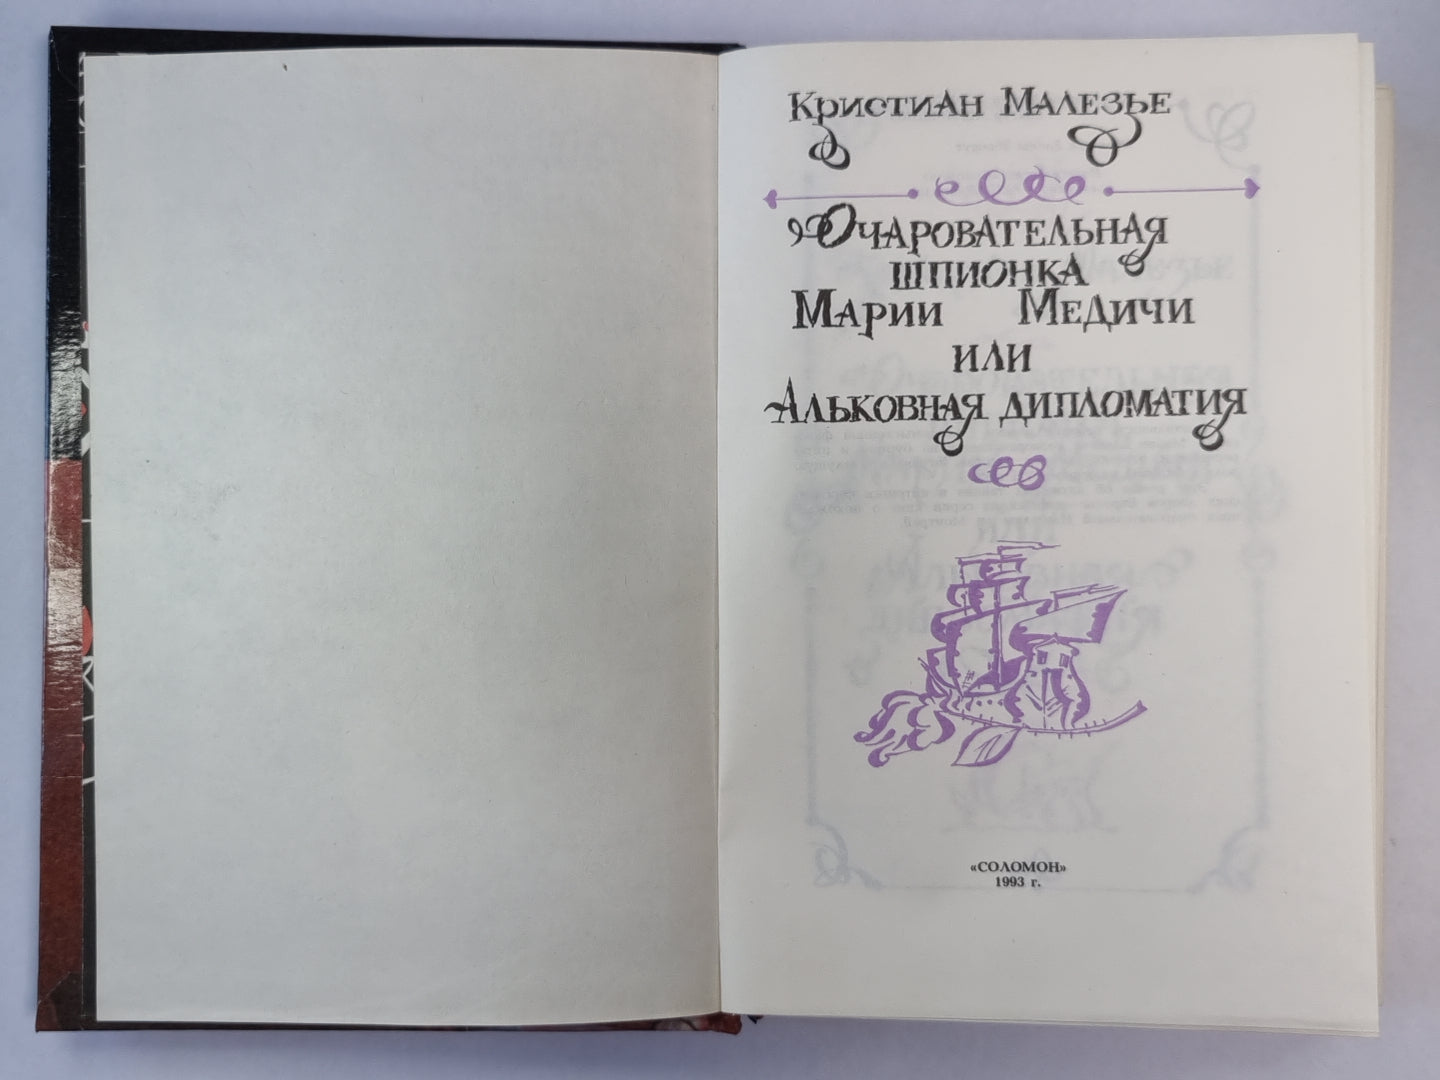 Кристиан Малезье
Очаровательная
шпионка
Марии Медичи
или
Альковная дипломатия
«СОЛОМОН»
1993 г.